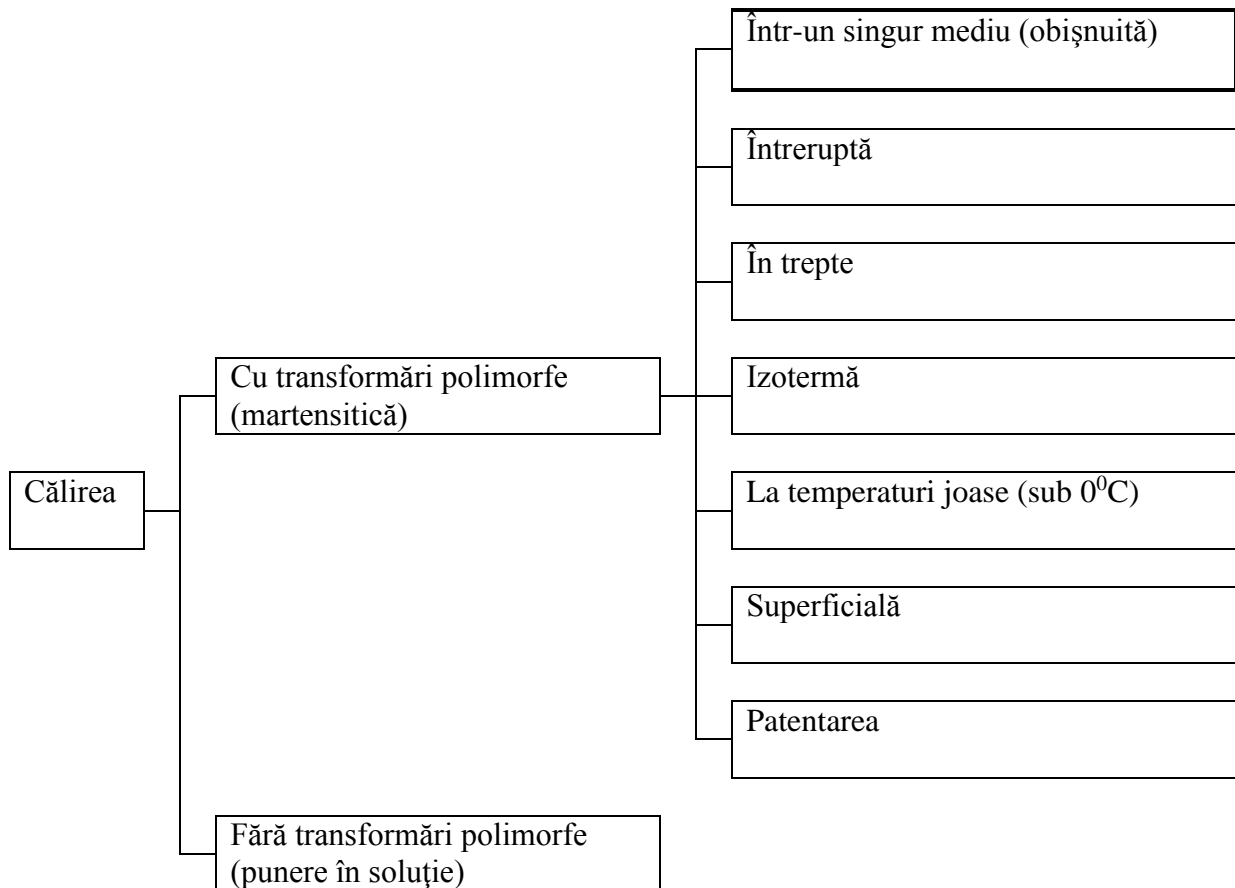 Călirea
Cu transformări polimorfe
(martensitică)
Într-un singur mediu (obişnuită)
Întreruptă
În trepte
Izotermă
La temperaturi joase (sub 0⁰C)
Superficială
Patentarea
Fără transformări polimorfe
(punere în soluţie)